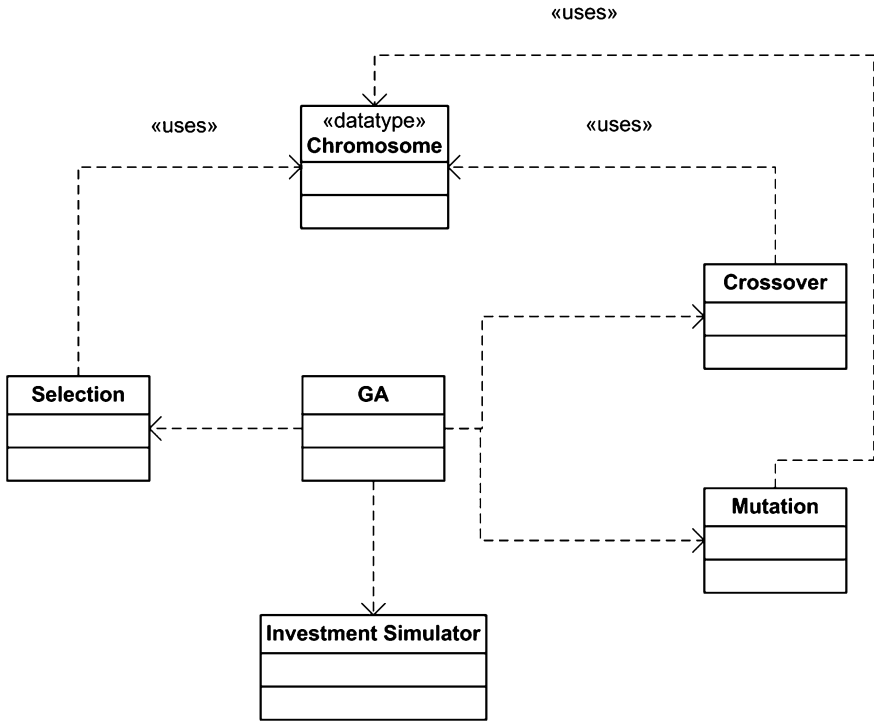 «uses»
«uses»
«datatype»
Chromosome
«uses»
Crossover
Selection
GA
Mutation
Investment Simulator